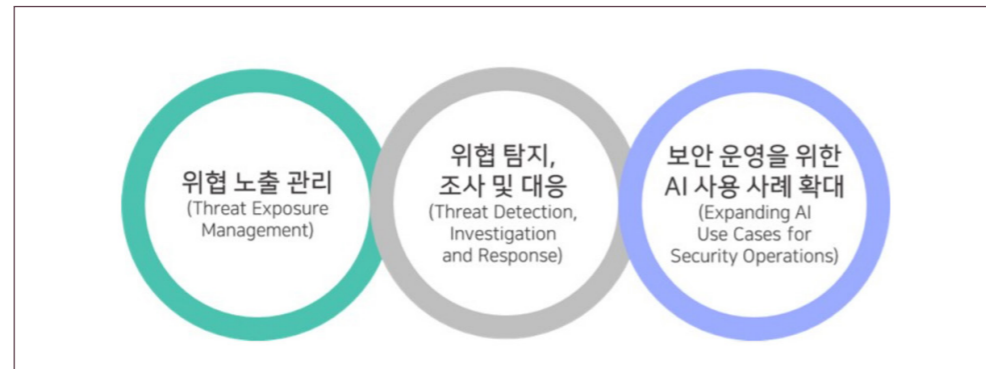 위협 노출 관리
(Threat Exposure
Management)
위협 탐지,
조사 및 대응
(Threat Detection,
Investigation
and Response)
보안 운영을 위한
AI 사용 사례 확대
(Expanding AI
Use Cases for
Security Operations)